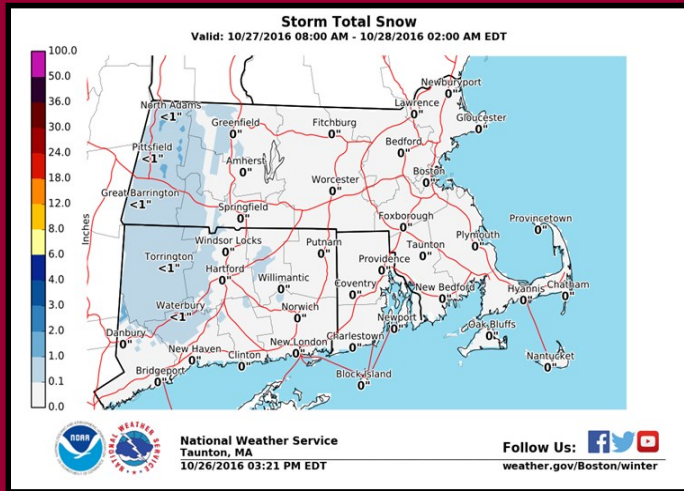 Storm Total Snow
Valid: 10/27/2016 08:00 AM - 10/28/2016 02:00 AM EDT
100.0
50.0
36.0
30.0
24.0
18.0
12.0
8.0
6.0
4.0
3.0
2.0
1.0
0.1
0.0
Inches
Newburyport
0"
North Adams
<1"
Lawrence
0"
Greenfield
0"
Fitchburg
0"
Gloucester
0"
Pittsfield
<1"
Bedford
0"
Amherst
0"
Boston
0"
Great Barrington
<1"
Worcester
0"
Springfield
0"
Foxborough
0"
Provincetown
0"
Windsor Locks
0"
Putnam
0"
Taunton
0"
Plymouth
0"
Torrington
<1"
Hartford
0"
Providence
0"
Willimantic
0"
Coventry
0"
New Bedford
0"
Hyannis
0"
Chatham
0"
Waterbury
<1"
Norwich
0"
Newport
0"
Danbury
0"
Oak Bluffs
0"
New Haven
0"
Clinton
0"
New London
0"
Charlestown
0"
Nantucket
0"
Bridgeport
0"
Block Island
0"
NOAA
NATIONAL WEATHER SERVICE
National Weather Service
Taunton, MA
10/26/2016 03:21 PM EDT
Follow Us:
weather.gov/Boston/winter